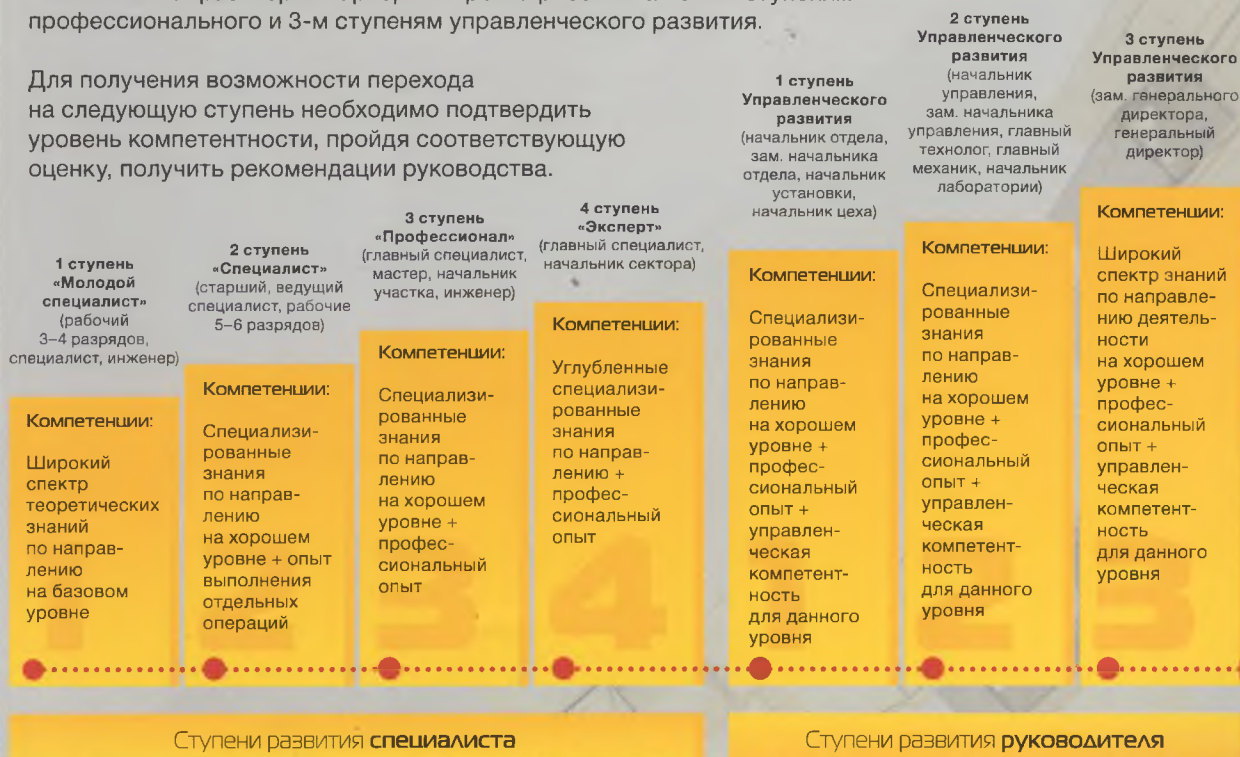 профессионального и 3-м ступеням управленческого развития.
Для получения возможности перехода
на следующую ступень необходимо подтвердить
уровень компетентности, пройдя соответствующую
оценку, получить рекомендации руководства.
1 ступень
«Молодой
специалист»
(рабочий
3–4 разрядов,
специалист, инженер)
Компетенции:
Широкий
спектр
теоретических
знаний
по направ-
лению
на базовом
уровне
1
2 ступень
«Специалист»
(старший, ведущий
специалист, рабочие
5–6 разрядов)
Компетенции:
Специализи-
рованные
знания
по направ-
лению
на хорошем
уровне + опыт
выполнения
отдельных
операций
2
3 ступень
«Профессионал»
(главный специалист,
мастер, начальник
участка, инженер)
Компетенции:
Специализи-
рованные
знания
по направ-
лению
на хорошем
уровне +
профес-
сиональный
опыт
3
4 ступень
«Эксперт»
(главный специалист,
начальник сектора)
Компетенции:
Углубленные
специализи-
рованные
знания
по направ-
лению +
профес-
сиональный
опыт
4
1 ступень
Управленческого
развития
(начальник отдела,
зам. начальника
отдела, начальник
установки,
начальник цеха)
Компетенции:
Специализи-
рованные
знания
по направ-
лению
на хорошем
уровне +
профес-
сиональный
опыт +
управлен-
ческая
компетент-
ность
для данного
уровня
1
2 ступень
Управленческого
развития
(начальник
управления,
зам. начальника
управления, главный
технолог, главный
механик, начальник
лаборатории)
Компетенции:
Специализи-
рованные
знания
по направ-
лению
на хорошем
уровне +
профес-
сиональный
опыт +
управлен-
ческая
компетент-
ность
для данного
уровня
2
3 ступень
Управленческого
развития
(зам. генерального
директора,
генеральный
директор)
Компетенции:
Широкий
спектр знаний
по направле-
нию деятель-
ности
на хорошем
уровне +
профес-
сиональный
опыт +
управлен-
ческая
компетент-
ность
для данного
уровня
3
Ступени развития специалиста
Ступени развития руководителя